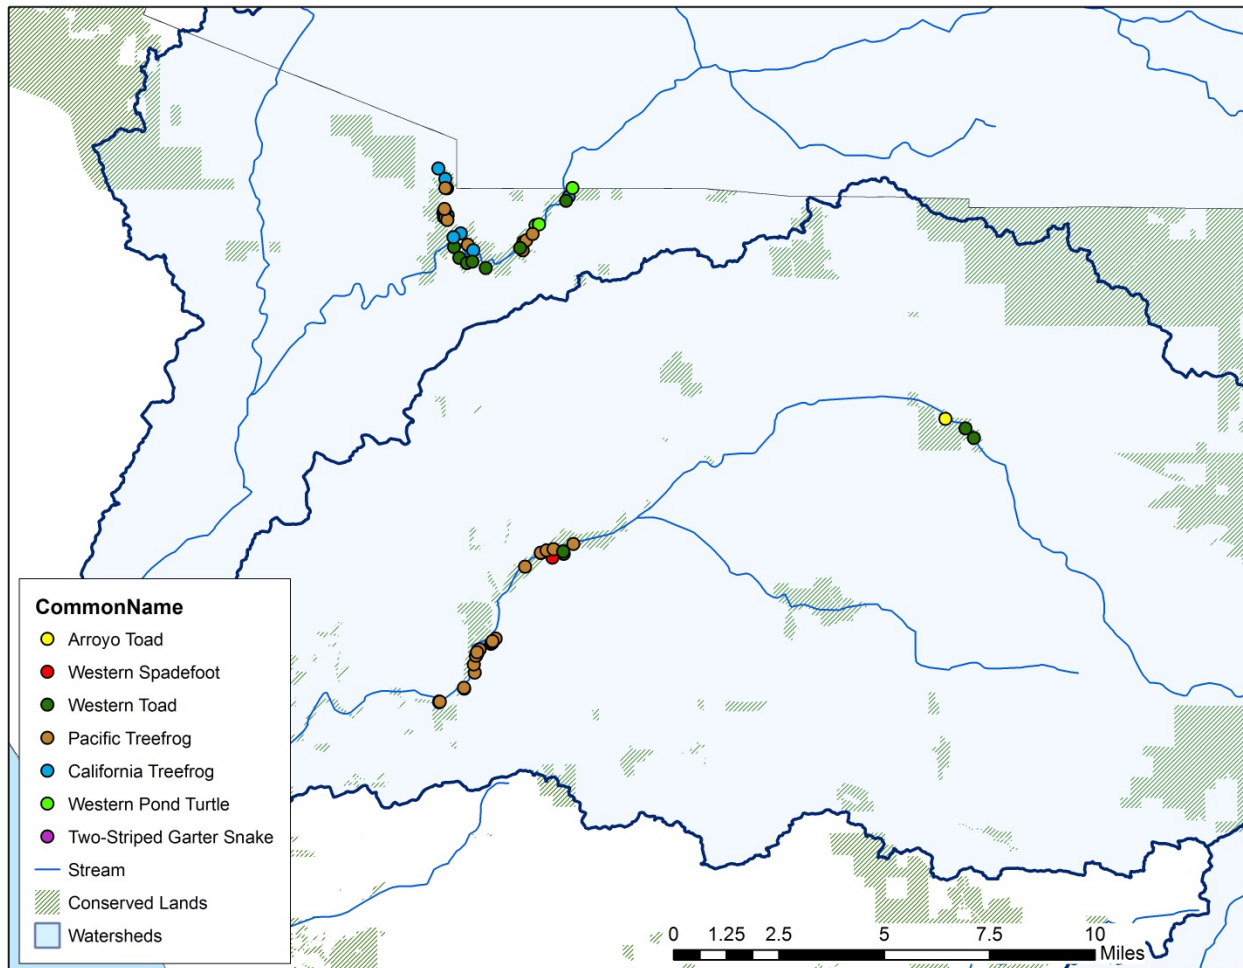 CommonName
Arroyo Toad
Western Spadefoot
Western Toad
Pacific Treefrog
California Treefrog
Western Pond Turtle
Two-Striped Garter Snake
Stream
Conserved Lands
Watersheds
0 1.25 2.5 5 7.5 10
Miles